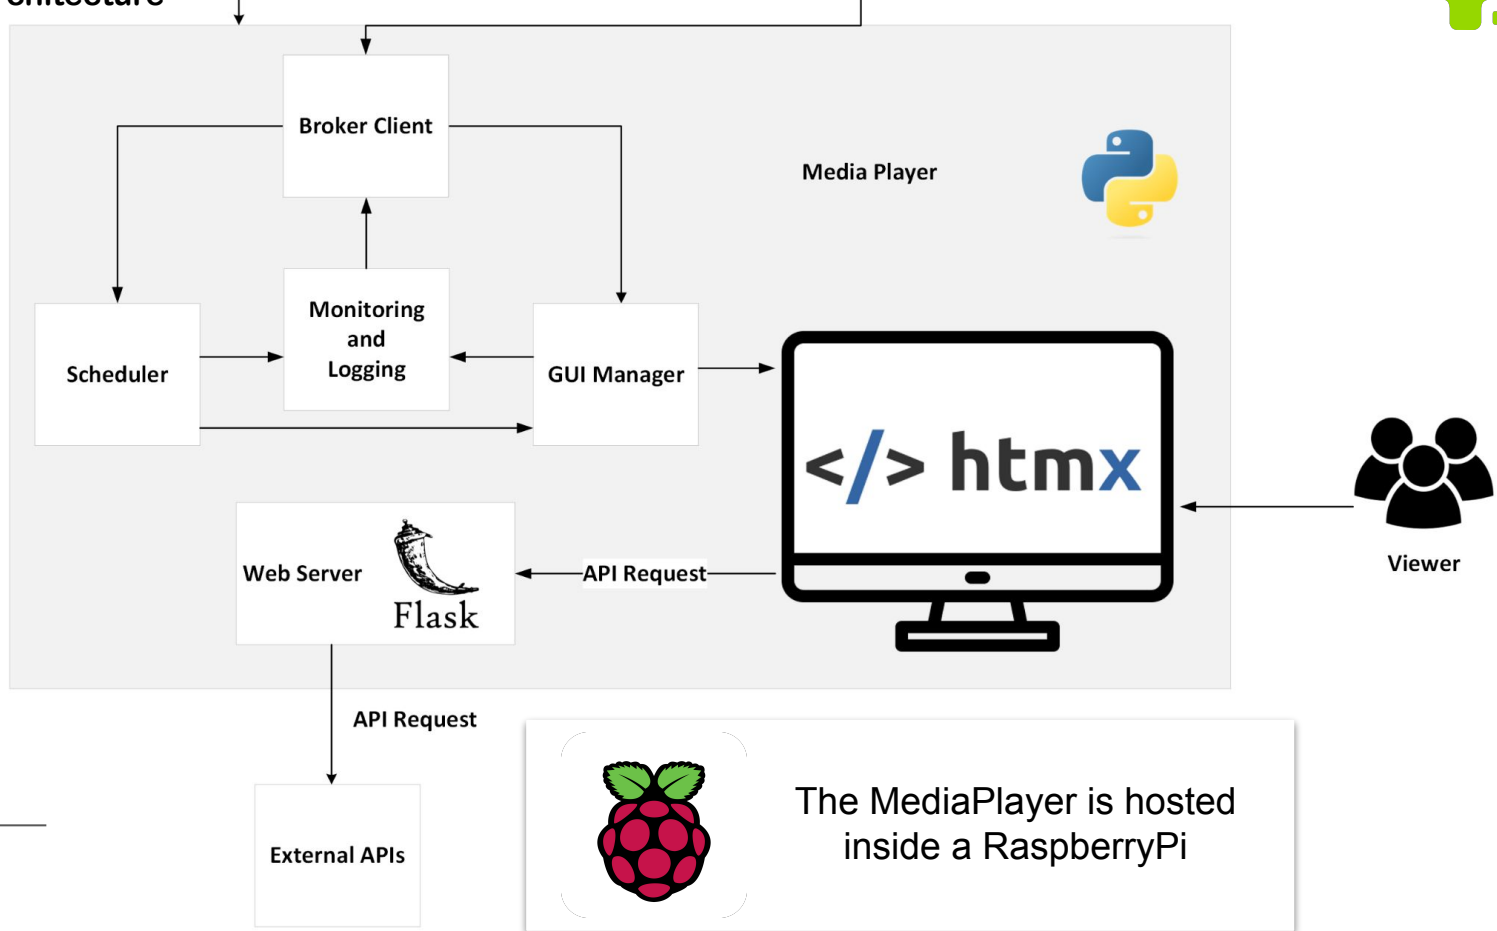 Broker Client
Media Player
Monitoring
and
Logging
Scheduler
GUI Manager
</> htmx
Web Server
Flask
API Request
Viewer
API Request
The MediaPlayer is hosted
inside a RaspberryPi
External APIs